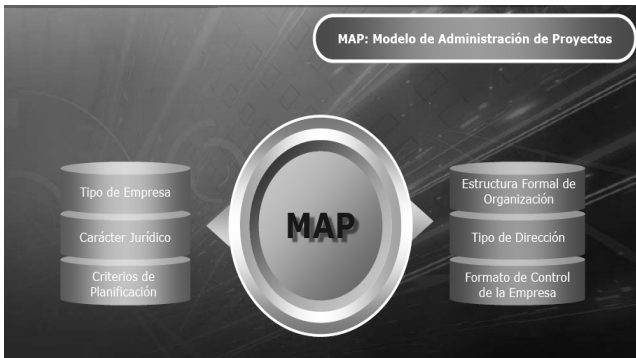 MAP: Modelo de Administración de Proyectos
Tipo de Empresa
Carácter Jurídico
Criterios de
Planificación
MAP
Estructura Formal de
Organización
Tipo de Dirección
Formato de Control
de la Empresa